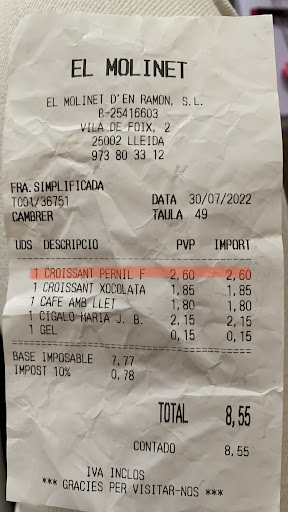 EL MOLINET
EL MOLINET D'EN RAMON, S.L.
B-25416603
VILA DE FOIX, 2
25002 LLEIDA
973 80 33 12
FRA.SIMPLIFICADA
T001/36751 DATA 30/07/2022
CAMBRER TAULA 49
UDS DESCRIPCIO PVP IMPORT
1 CROISSANT PERNIL F 2,60 2,60
1 CROISSANT XOCOLATA 1,85 1,85
1 CAFE AMB LLET 1,80 1,80
1 CIGALO MARIA J. B. 2,15 2,15
1 GEL 0,15 0,15
BASE IMPOSABLE 7,77
IMPOST 10% 0,78
TOTAL 8,55
CONTADO 8,55
IVA INCLOS
*** GRACIES PER VISITAR-NOS ***